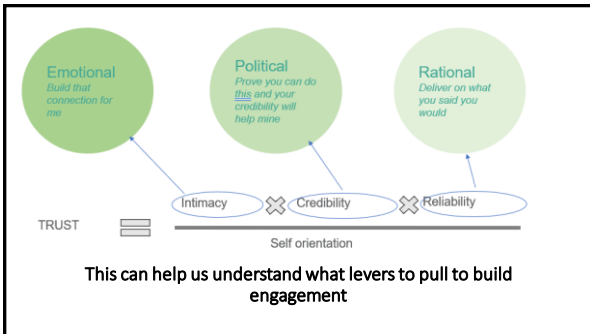 Emotional
Build that
connection for
me
Political
Prove you can do
this and your
credibility will
help mine
Rational
Deliver on what
you said you
would
TRUST
Intimacy
Credibility
Reliability
Self orientation
This can help us understand what levers to pull to build
engagement